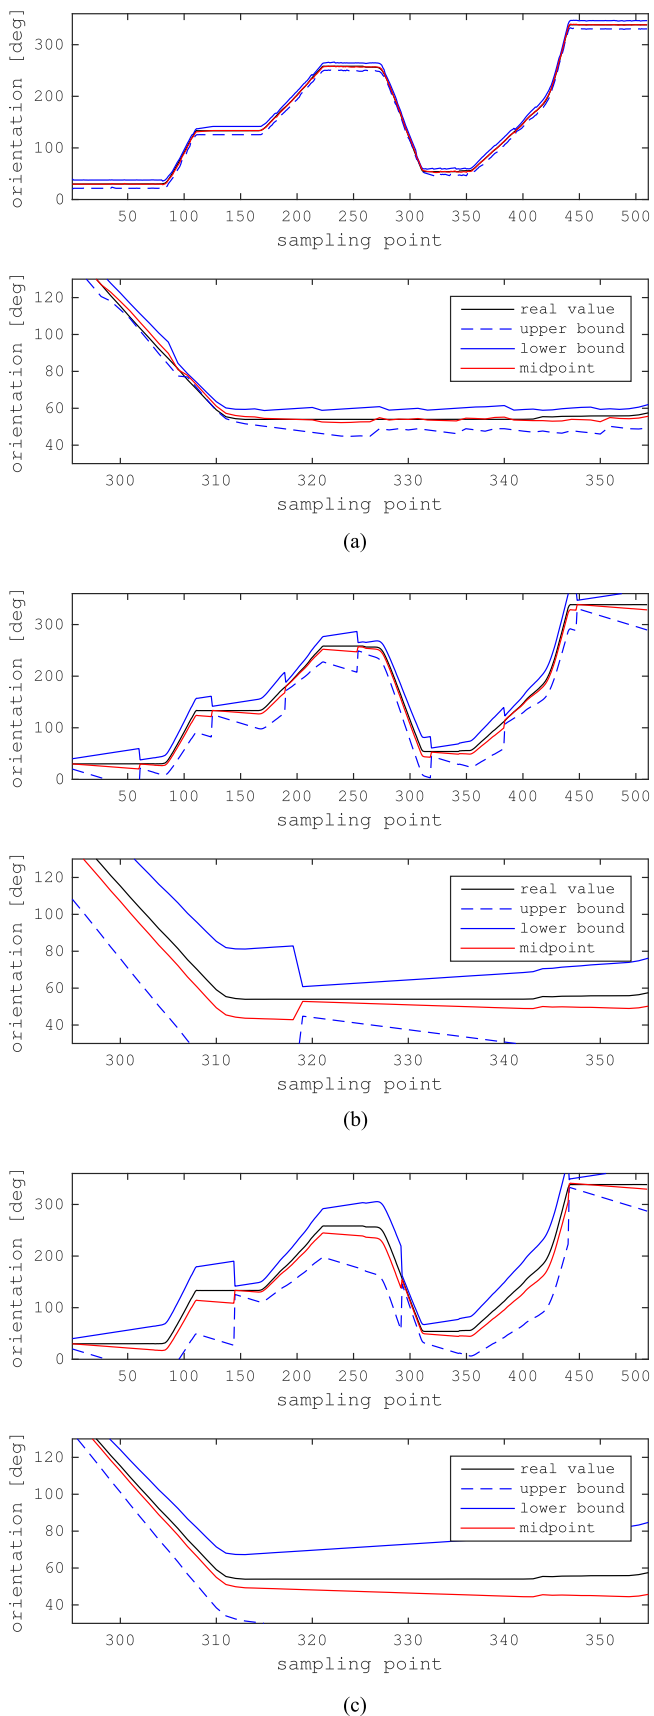 orientation [deg]
300
200
100
0
50 100 150 200 250 300 350 400 450 500
sampling point
orientation [deg]
120
100
80
60
40
real value
upper bound
lower bound
midpoint
300 310 320 330 340 350
sampling point
(a)
orientation [deg]
300
200
100
0
50 100 150 200 250 300 350 400 450 500
sampling point
orientation [deg]
120
100
80
60
40
real value
upper bound
lower bound
midpoint
300 310 320 330 340 350
sampling point
(b)
orientation [deg]
300
200
100
0
50 100 150 200 250 300 350 400 450 500
sampling point
orientation [deg]
120
100
80
60
40
real value
upper bound
lower bound
midpoint
300 310 320 330 340 350
sampling point
(c)